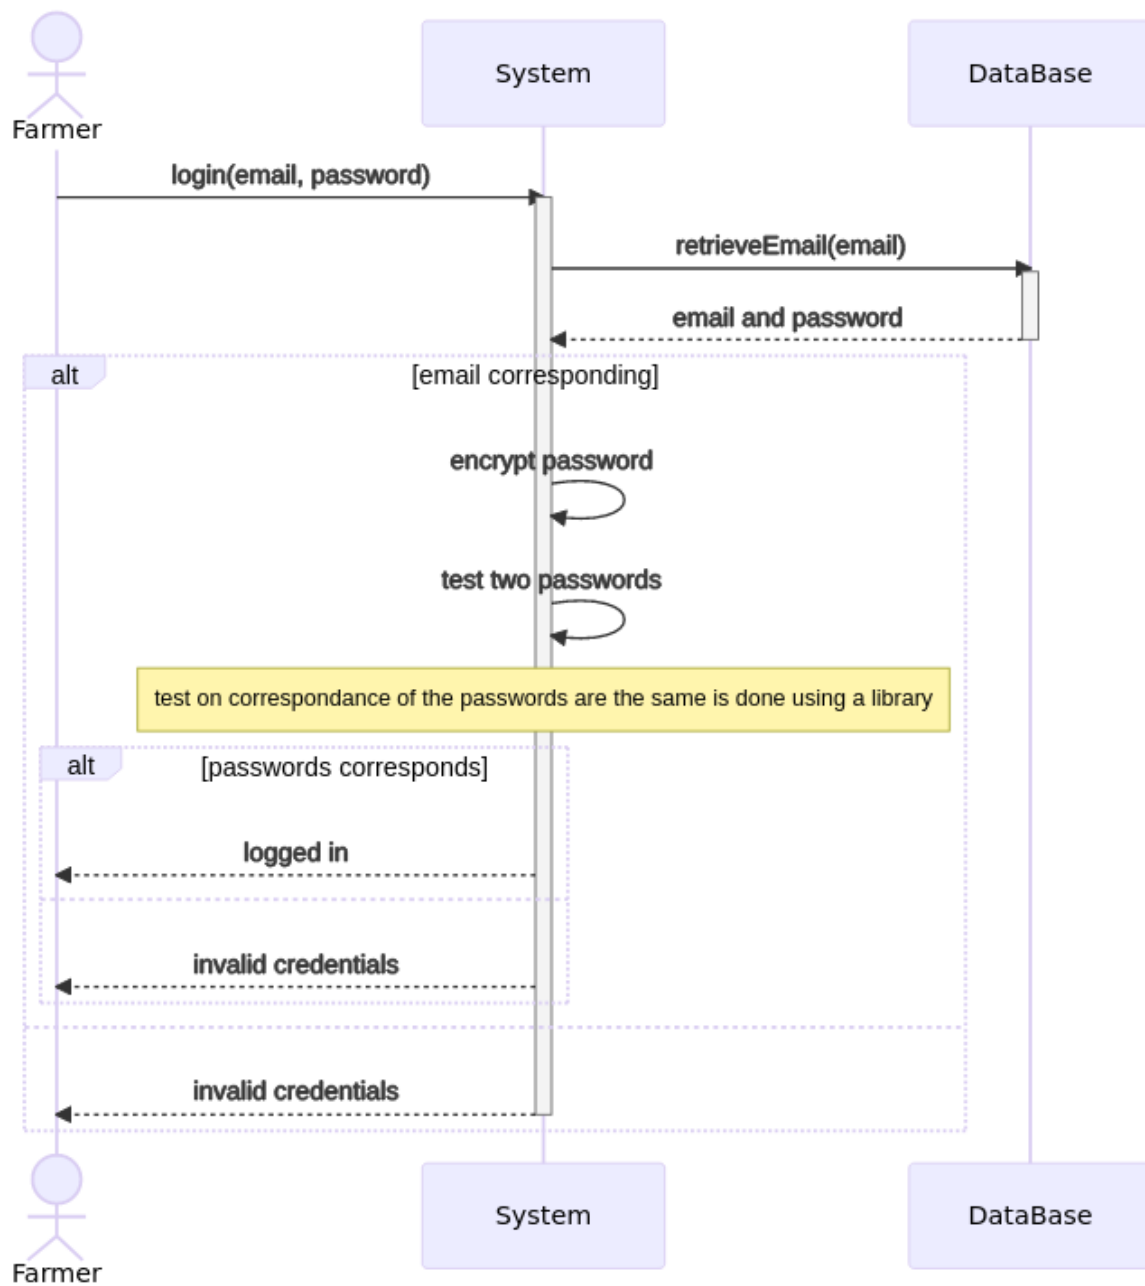 Farmer
System
DataBase
login(email, password)
retrieveEmail(email)
email and password
alt
[email corresponding]
encrypt password
test two passwords
test on correspondance of the passwords are the same is done using a library
alt
[passwords corresponds]
logged in
invalid credentials
invalid credentials
Farmer
System
DataBase